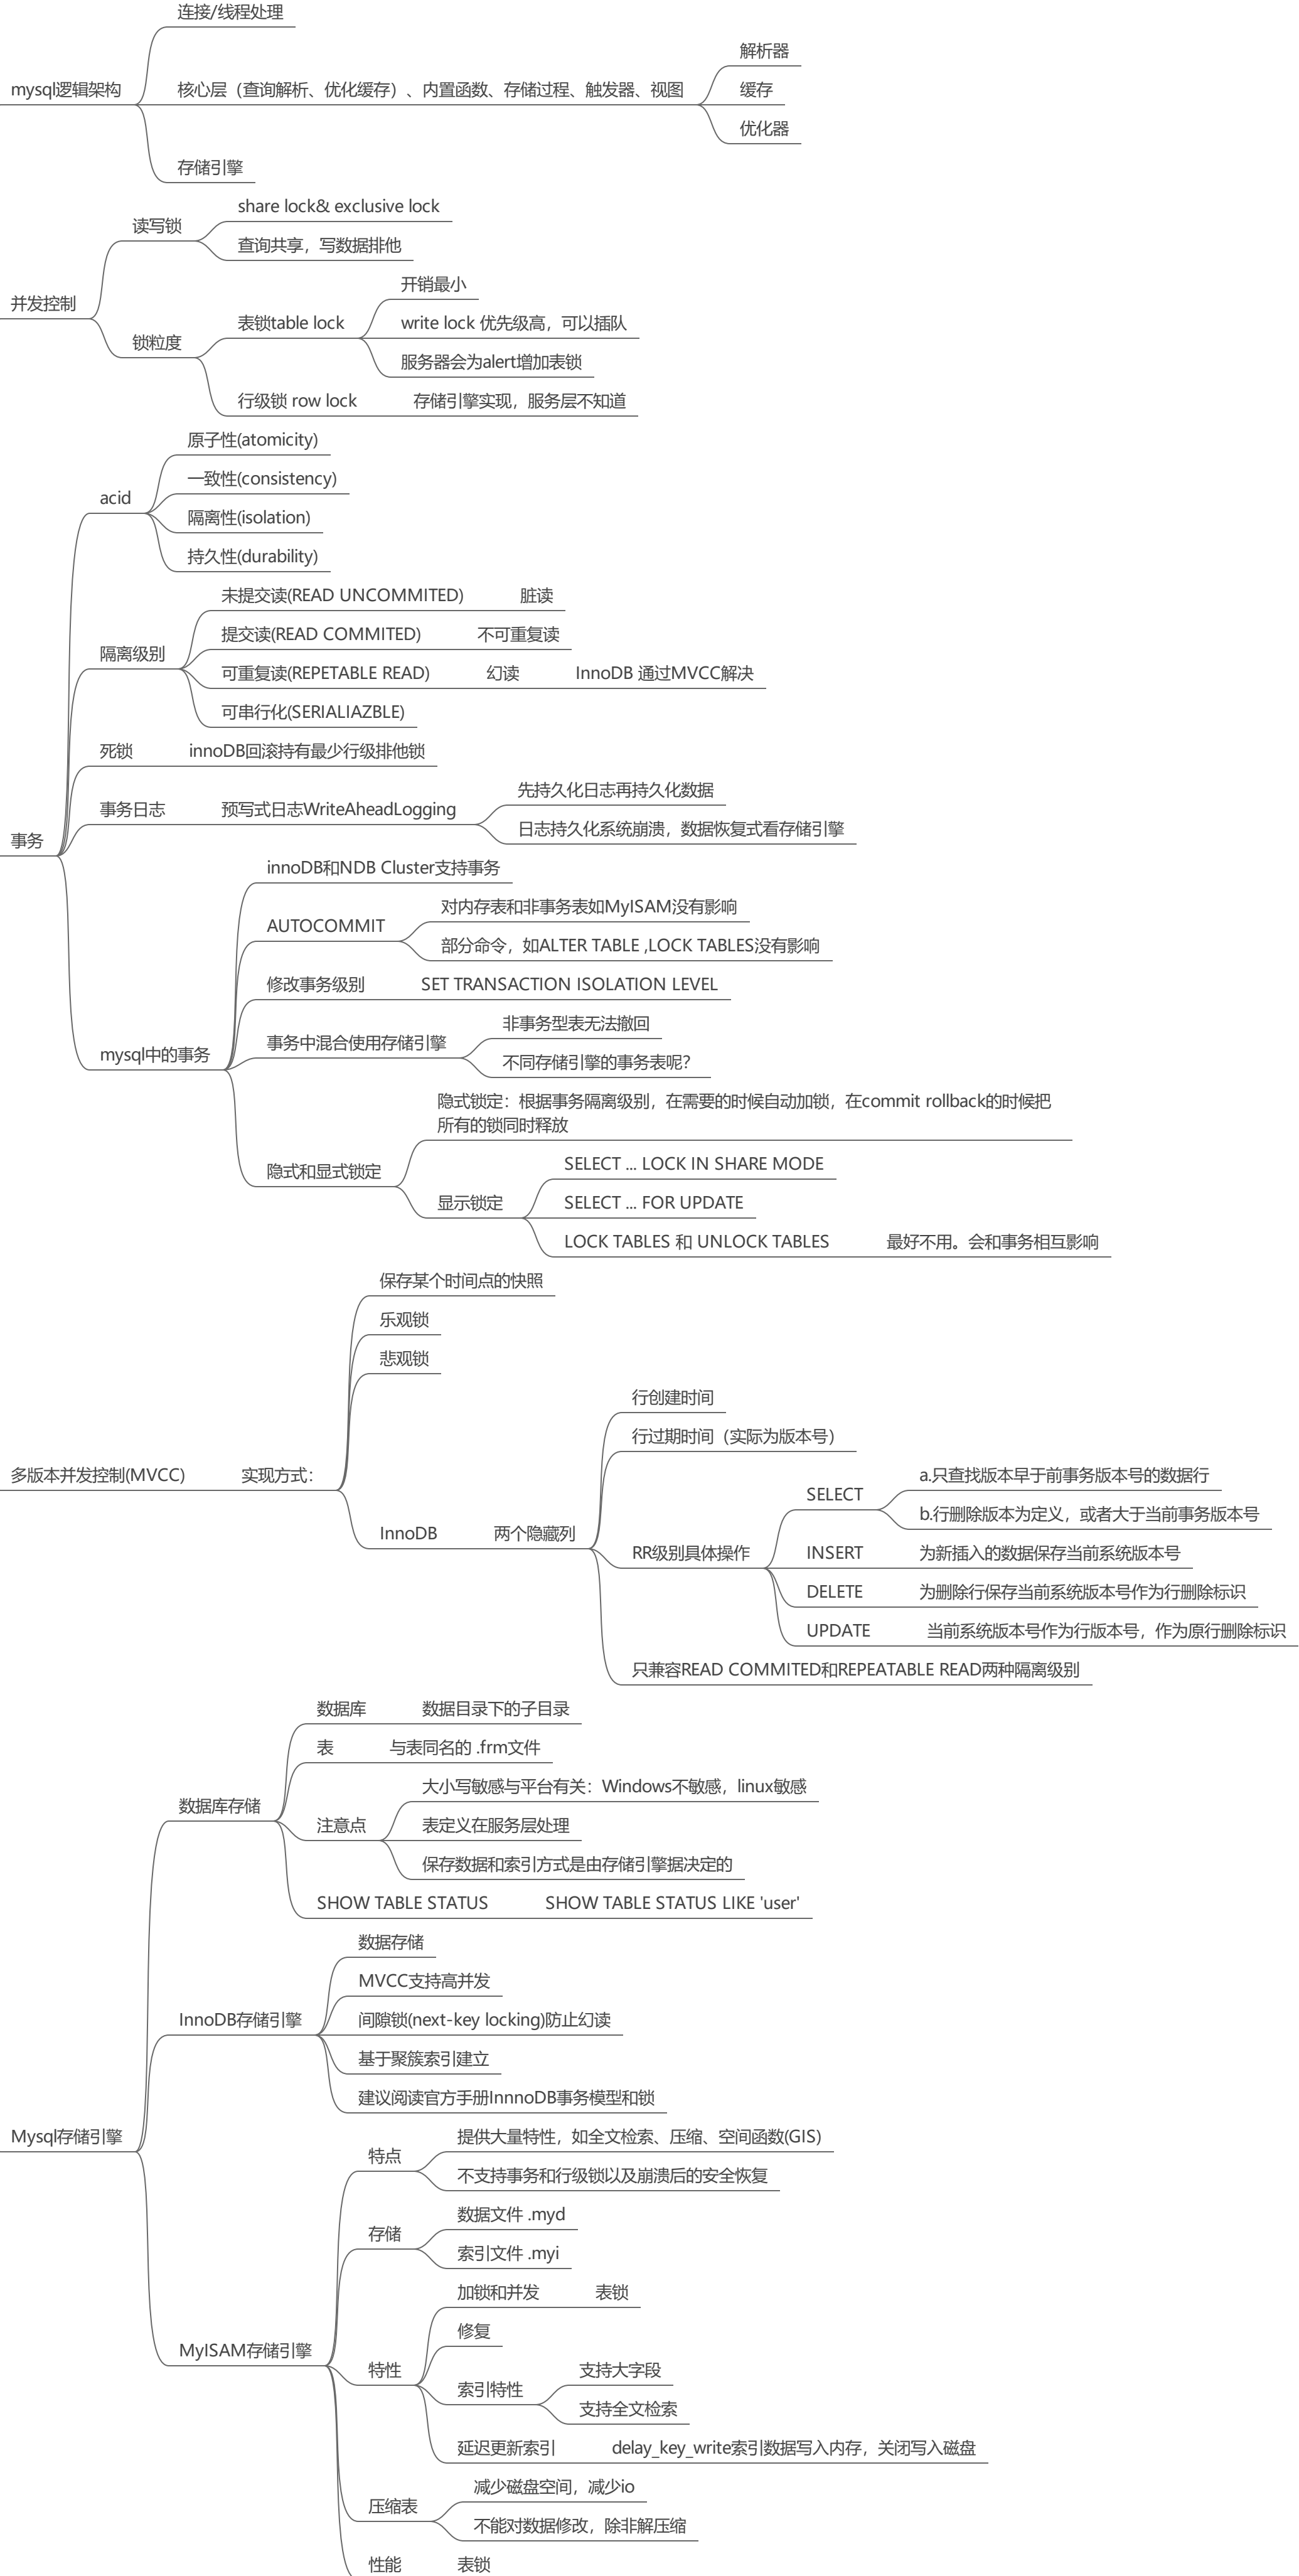 连接/线程处理
解析器
mysql逻辑架构
核心层（查询解析、优化缓存）、内置函数、存储过程、触发器、视图
缓存
优化器
存储引擎
share lock& exclusive lock
读写锁
查询共享，写数据排他
开销最小
并发控制
表锁table lock
write lock 优先级高，可以插队
锁粒度
服务器会为alert增加表锁
行级锁 row lock
存储引擎实现，服务层不知道
原子性(atomicity)
一致性(consistency)
acid
隔离性(isolation)
持久性(durability)
未提交读(READ UNCOMMITED)
脏读
提交读(READ COMMITED)
不可重复读
隔离级别
可重复读(REPETABLE READ)
幻读
InnoDB 通过MVCC解决
可串行化(SERIALIAZBLE)
死锁
innoDB回滚持有最少行级排他锁
先持久化日志再持久化数据
事务日志
预写式日志WriteAheadLogging
日志持久化系统崩溃，数据恢复式看存储引擎
事务
innoDB和NDB Cluster支持事务
对内存表和非事务表如MyISAM没有影响
AUTOCOMMIT
部分命令，如ALTER TABLE ,LOCK TABLES没有影响
修改事务级别
SET TRANSACTION ISOLATION LEVEL
非事务型表无法撤回
事务中混合使用存储引擎
mysql中的事务
不同存储引擎的事务表呢？
隐式锁定：根据事务隔离级别，在需要的时候自动加锁，在commit rollback的时候把
所有的锁同时释放
隐式和显式锁定
SELECT ... LOCK IN SHARE MODE
显示锁定
SELECT ... FOR UPDATE
LOCK TABLES 和 UNLOCK TABLES
最好不用。会和事务相互影响
保存某个时间点的快照
乐观锁
悲观锁
行创建时间
行过期时间（实际为版本号）
多版本并发控制(MVCC)
实现方式：
a.只查找版本早于前事务版本号的数据行
SELECT
b.行删除版本为定义，或者大于当前事务版本号
InnoDB
两个隐藏列
RR级别具体操作
INSERT
为新插入的数据保存当前系统版本号
DELETE
为删除行保存当前系统版本号作为行删除标识
UPDATE
当前系统版本号作为行版本号，作为原行删除标识
只兼容READ COMMITED和REPEATABLE READ两种隔离级别
数据库
数据目录下的子目录
表
与表同名的 .frm文件
大小写敏感与平台有关：Windows不敏感，linux敏感
数据库存储
注意点
表定义在服务层处理
保存数据和索引方式是由存储引擎据决定的
SHOW TABLE STATUS
SHOW TABLE STATUS LIKE 'user'
数据存储
MVCC支持高并发
InnoDB存储引擎
间隙锁(next-key locking)防止幻读
基于聚簇索引建立
建议阅读官方手册InnnoDB事务模型和锁
Mysql存储引擎
提供大量特性，如全文检索、压缩、空间函数(GIS)
特点
不支持事务和行级锁以及崩溃后的安全恢复
数据文件 .myd
存储
索引文件 .myi
加锁和并发
表锁
修复
MyISAM存储引擎
特性
支持大字段
索引特性
支持全文检索
延迟更新索引
delay_key_write索引数据写入内存，关闭写入磁盘
减少磁盘空间，减少io
压缩表
不能对数据修改，除非解压缩
性能
表锁